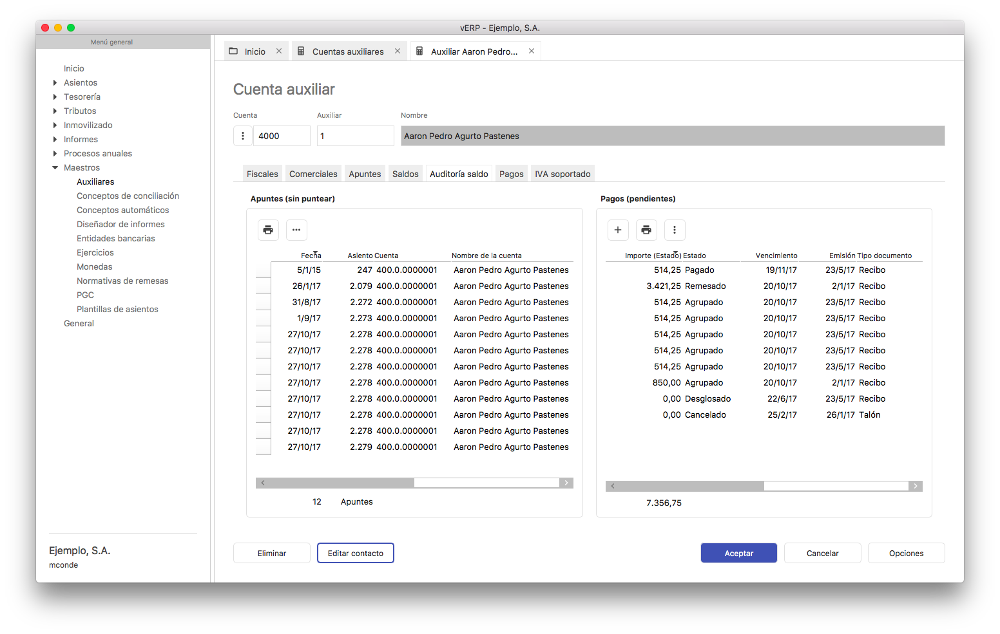 vERP - Ejemplo, S.A.
Menú general
Inicio
Asientos
Tesorería
Tributos
Inmovilizado
Informes
Procesos anuales
Maestros
Auxiliares
Conceptos de conciliación
Conceptos automáticos
Diseñador de informes
Entidades bancarias
Ejercicios
Monedas
Normativas de remesas
PGC
Plantillas de asientos
General
Ejemplo, S.A.
mconde
Inicio Cuentas auxiliares Auxiliar Aaron Pedro...
Cuenta auxiliar
Cuenta Auxiliar Nombre
4000 1 Aaron Pedro Agurto Pastenes
Fiscales Comerciales Apuntes Saldos Auditoría saldo Pagos IVA soportado
Apuntes (sin puntear)
Fecha Asiento Cuenta Nombre de la cuenta
5/1/15 247 400.0.0000001 Aaron Pedro Agurto Pastenes
26/1/17 2.079 400.0.0000001 Aaron Pedro Agurto Pastenes
31/8/17 2.272 400.0.0000001 Aaron Pedro Agurto Pastenes
1/9/17 2.273 400.0.0000001 Aaron Pedro Agurto Pastenes
27/10/17 2.278 400.0.0000001 Aaron Pedro Agurto Pastenes
27/10/17 2.278 400.0.0000001 Aaron Pedro Agurto Pastenes
27/10/17 2.278 400.0.0000001 Aaron Pedro Agurto Pastenes
27/10/17 2.278 400.0.0000001 Aaron Pedro Agurto Pastenes
27/10/17 2.278 400.0.0000001 Aaron Pedro Agurto Pastenes
27/10/17 2.278 400.0.0000001 Aaron Pedro Agurto Pastenes
27/10/17 2.278 400.0.0000001 Aaron Pedro Agurto Pastenes
27/10/17 2.279 400.0.0000001 Aaron Pedro Agurto Pastenes
12 Apuntes
Pagos (pendientes)
Importe (Estado) Estado Vencimiento Emisión Tipo documento
514,25 Pagado 19/11/17 23/5/17 Recibo
3.421,25 Remesado 20/10/17 2/1/17 Recibo
514,25 Agrupado 20/10/17 23/5/17 Recibo
514,25 Agrupado 20/10/17 23/5/17 Recibo
514,25 Agrupado 20/10/17 23/5/17 Recibo
514,25 Agrupado 20/10/17 23/5/17 Recibo
514,25 Agrupado 20/10/17 23/5/17 Recibo
850,00 Agrupado 20/10/17 2/1/17 Recibo
0,00 Desglosado 22/6/17 23/5/17 Recibo
0,00 Cancelado 25/2/17 26/1/17 Talón
7.356,75
Eliminar Editar contacto Aceptar Cancelar Opciones